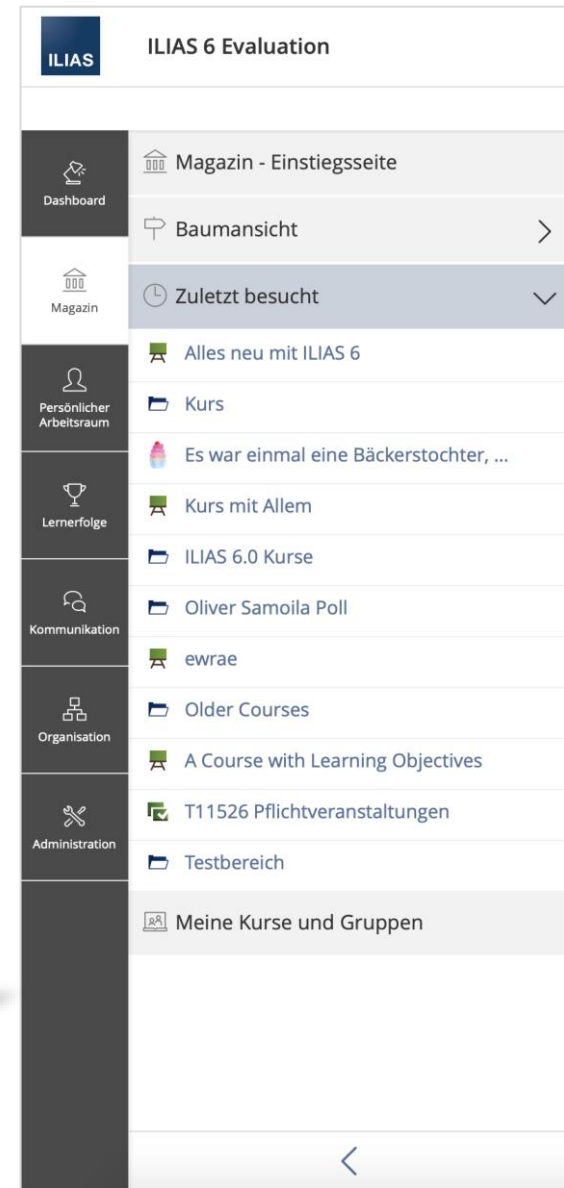 ILIAS
ILIAS 6 Evaluation
Dashboard
Magazin
Persönlicher
Arbeitsraum
Lernerfolge
Kommunikation
Organisation
Administration
Magazin - Einstiegsseite
Baumansicht
Zuletzt besucht
Alles neu mit ILIAS 6
Kurs
Es war einmal eine Bäckerstochter, ...
Kurs mit Allem
ILIAS 6.0 Kurse
Oliver Samoila Poll
ewrae
Older Courses
A Course with Learning Objectives
T11526 Pflichtveranstaltungen
Testbereich
Meine Kurse und Gruppen